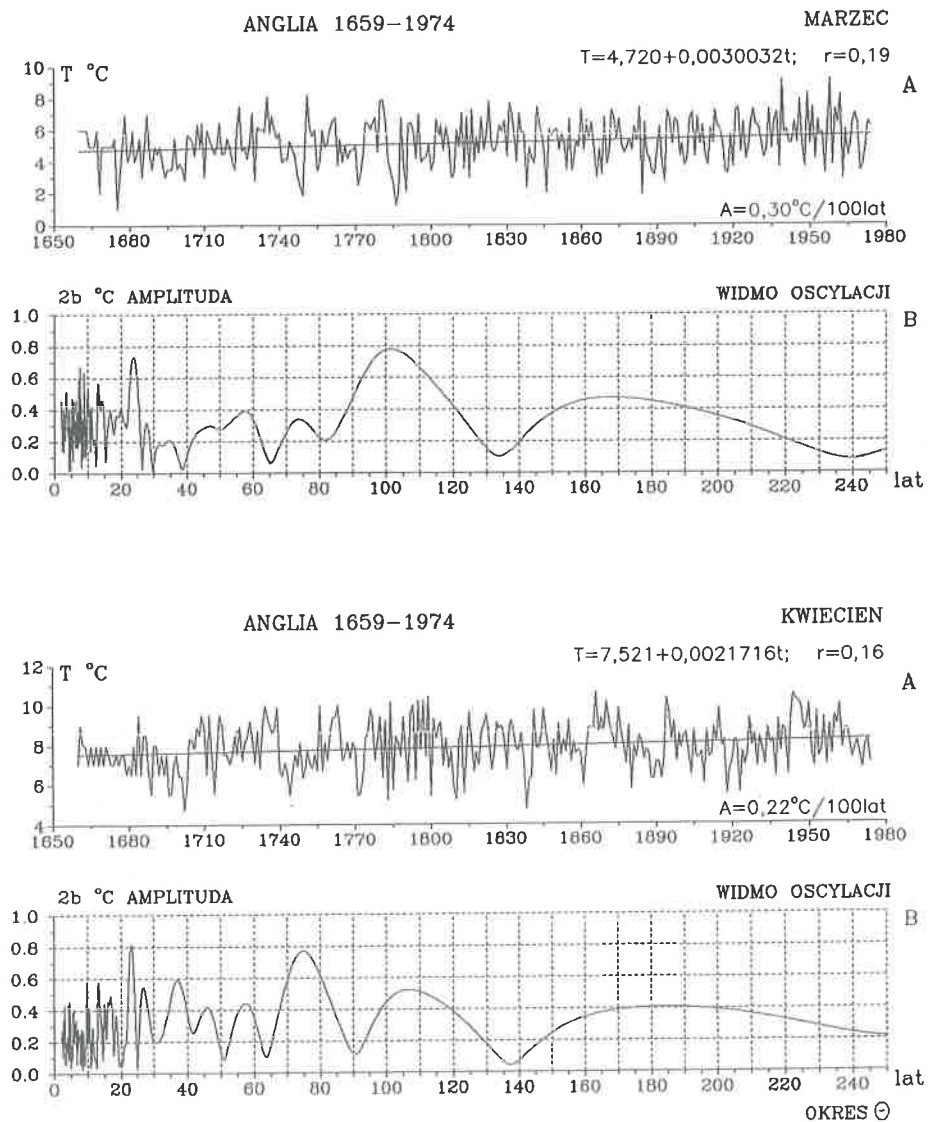 ANGLIA 1659-1974
MARZEC
T=4,720+0,0030032t; r=0,19
T °C
A
10
8
6
4
2
0
A=0,30°C/100lat
1650 1680 1710 1740 1770 1800 1830 1860 1890 1920 1950 1980
2b °C AMPLITUDA
WIDMO OSCYLACJI
B
1.0
0.8
0.6
0.4
0.2
0.0
0 20 40 60 80 100 120 140 160 180 200 220 240 lat
ANGLIA 1659-1974
KWIECIEN
T=7,521+0,0021716t; r=0,16
T °C
A
12
10
8
6
4
A=0,22°C/100lat
1650 1680 1710 1740 1770 1800 1830 1860 1890 1920 1950 1980
2b °C AMPLITUDA
WIDMO OSCYLACJI
B
1.0
0.8
0.6
0.4
0.2
0.0
0 20 40 60 80 100 120 140 160 180 200 220 240 lat
OKRES Θ